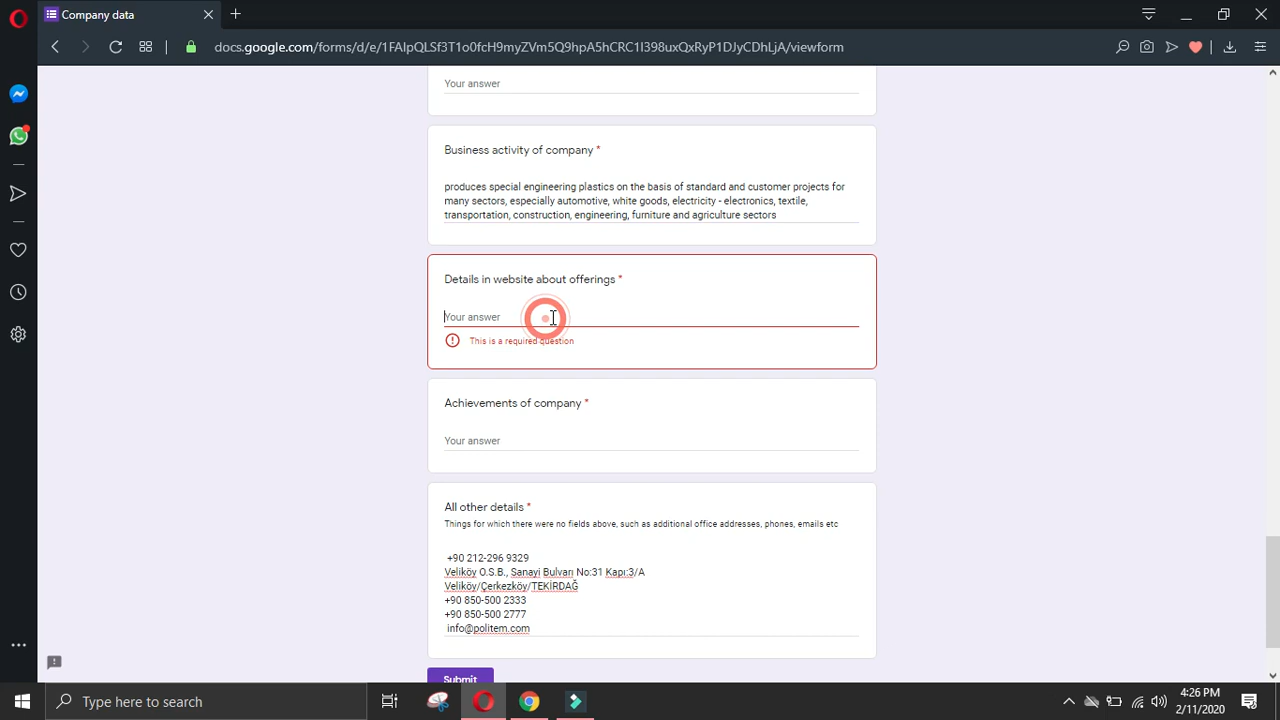 Company data
docs.google.com/forms/d/e/1FAIpQLSf3T1o0fcH9myZVm5Q9hpA5hCRC1I398uxQxRyP1DJyCDhLjA/viewform
Your answer
Business activity of company *
produces special engineering plastics on the basis of standard and customer projects for
many sectors, especially automotive, white goods, electricity - electronics, textile,
transportation, construction, engineering, furniture and agriculture sectors
Details in website about offerings *
Your answer
This is a required question
Achievements of company *
Your answer
All other details *
Things for which there were no fields above, such as additional office addresses, phones, emails etc
+90 212-296 9329
Veliköy O.S.B., Sanayi Bulvarı No:31 Kapı:3/A
Veliköy/Çerkezköy/TEKİRDAĞ
+90 850-500 2333
+90 850-500 2777
info@politem.com
Submit
Type here to search
4:26 PM
2/11/2020